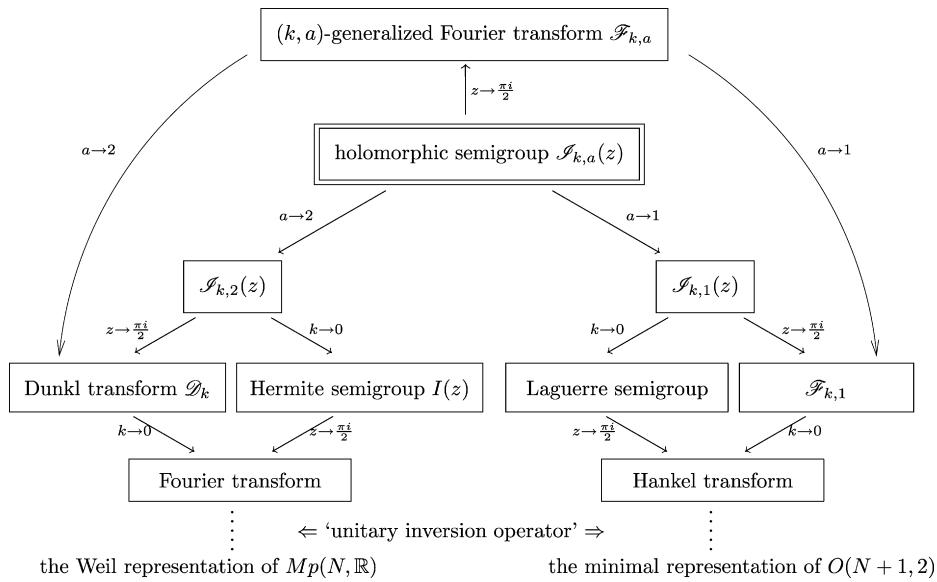 (k, a)-generalized Fourier transform ℱ_{k,a}
z→πi/2
a→2
a→1
holomorphic semigroup ℐ_{k,a}(z)
a→2
a→1
ℐ_{k,2}(z)
ℐ_{k,1}(z)
z→πi/2
k→0
k→0
z→πi/2
Dunkl transform 𝒟_k
Hermite semigroup I(z)
Laguerre semigroup
ℱ_{k,1}
k→0
z→πi/2
z→πi/2
k→0
Fourier transform
Hankel transform
⇐ ‘unitary inversion operator’ ⇒
the Weil representation of Mp(N, ℝ)
the minimal representation of O(N + 1, 2)